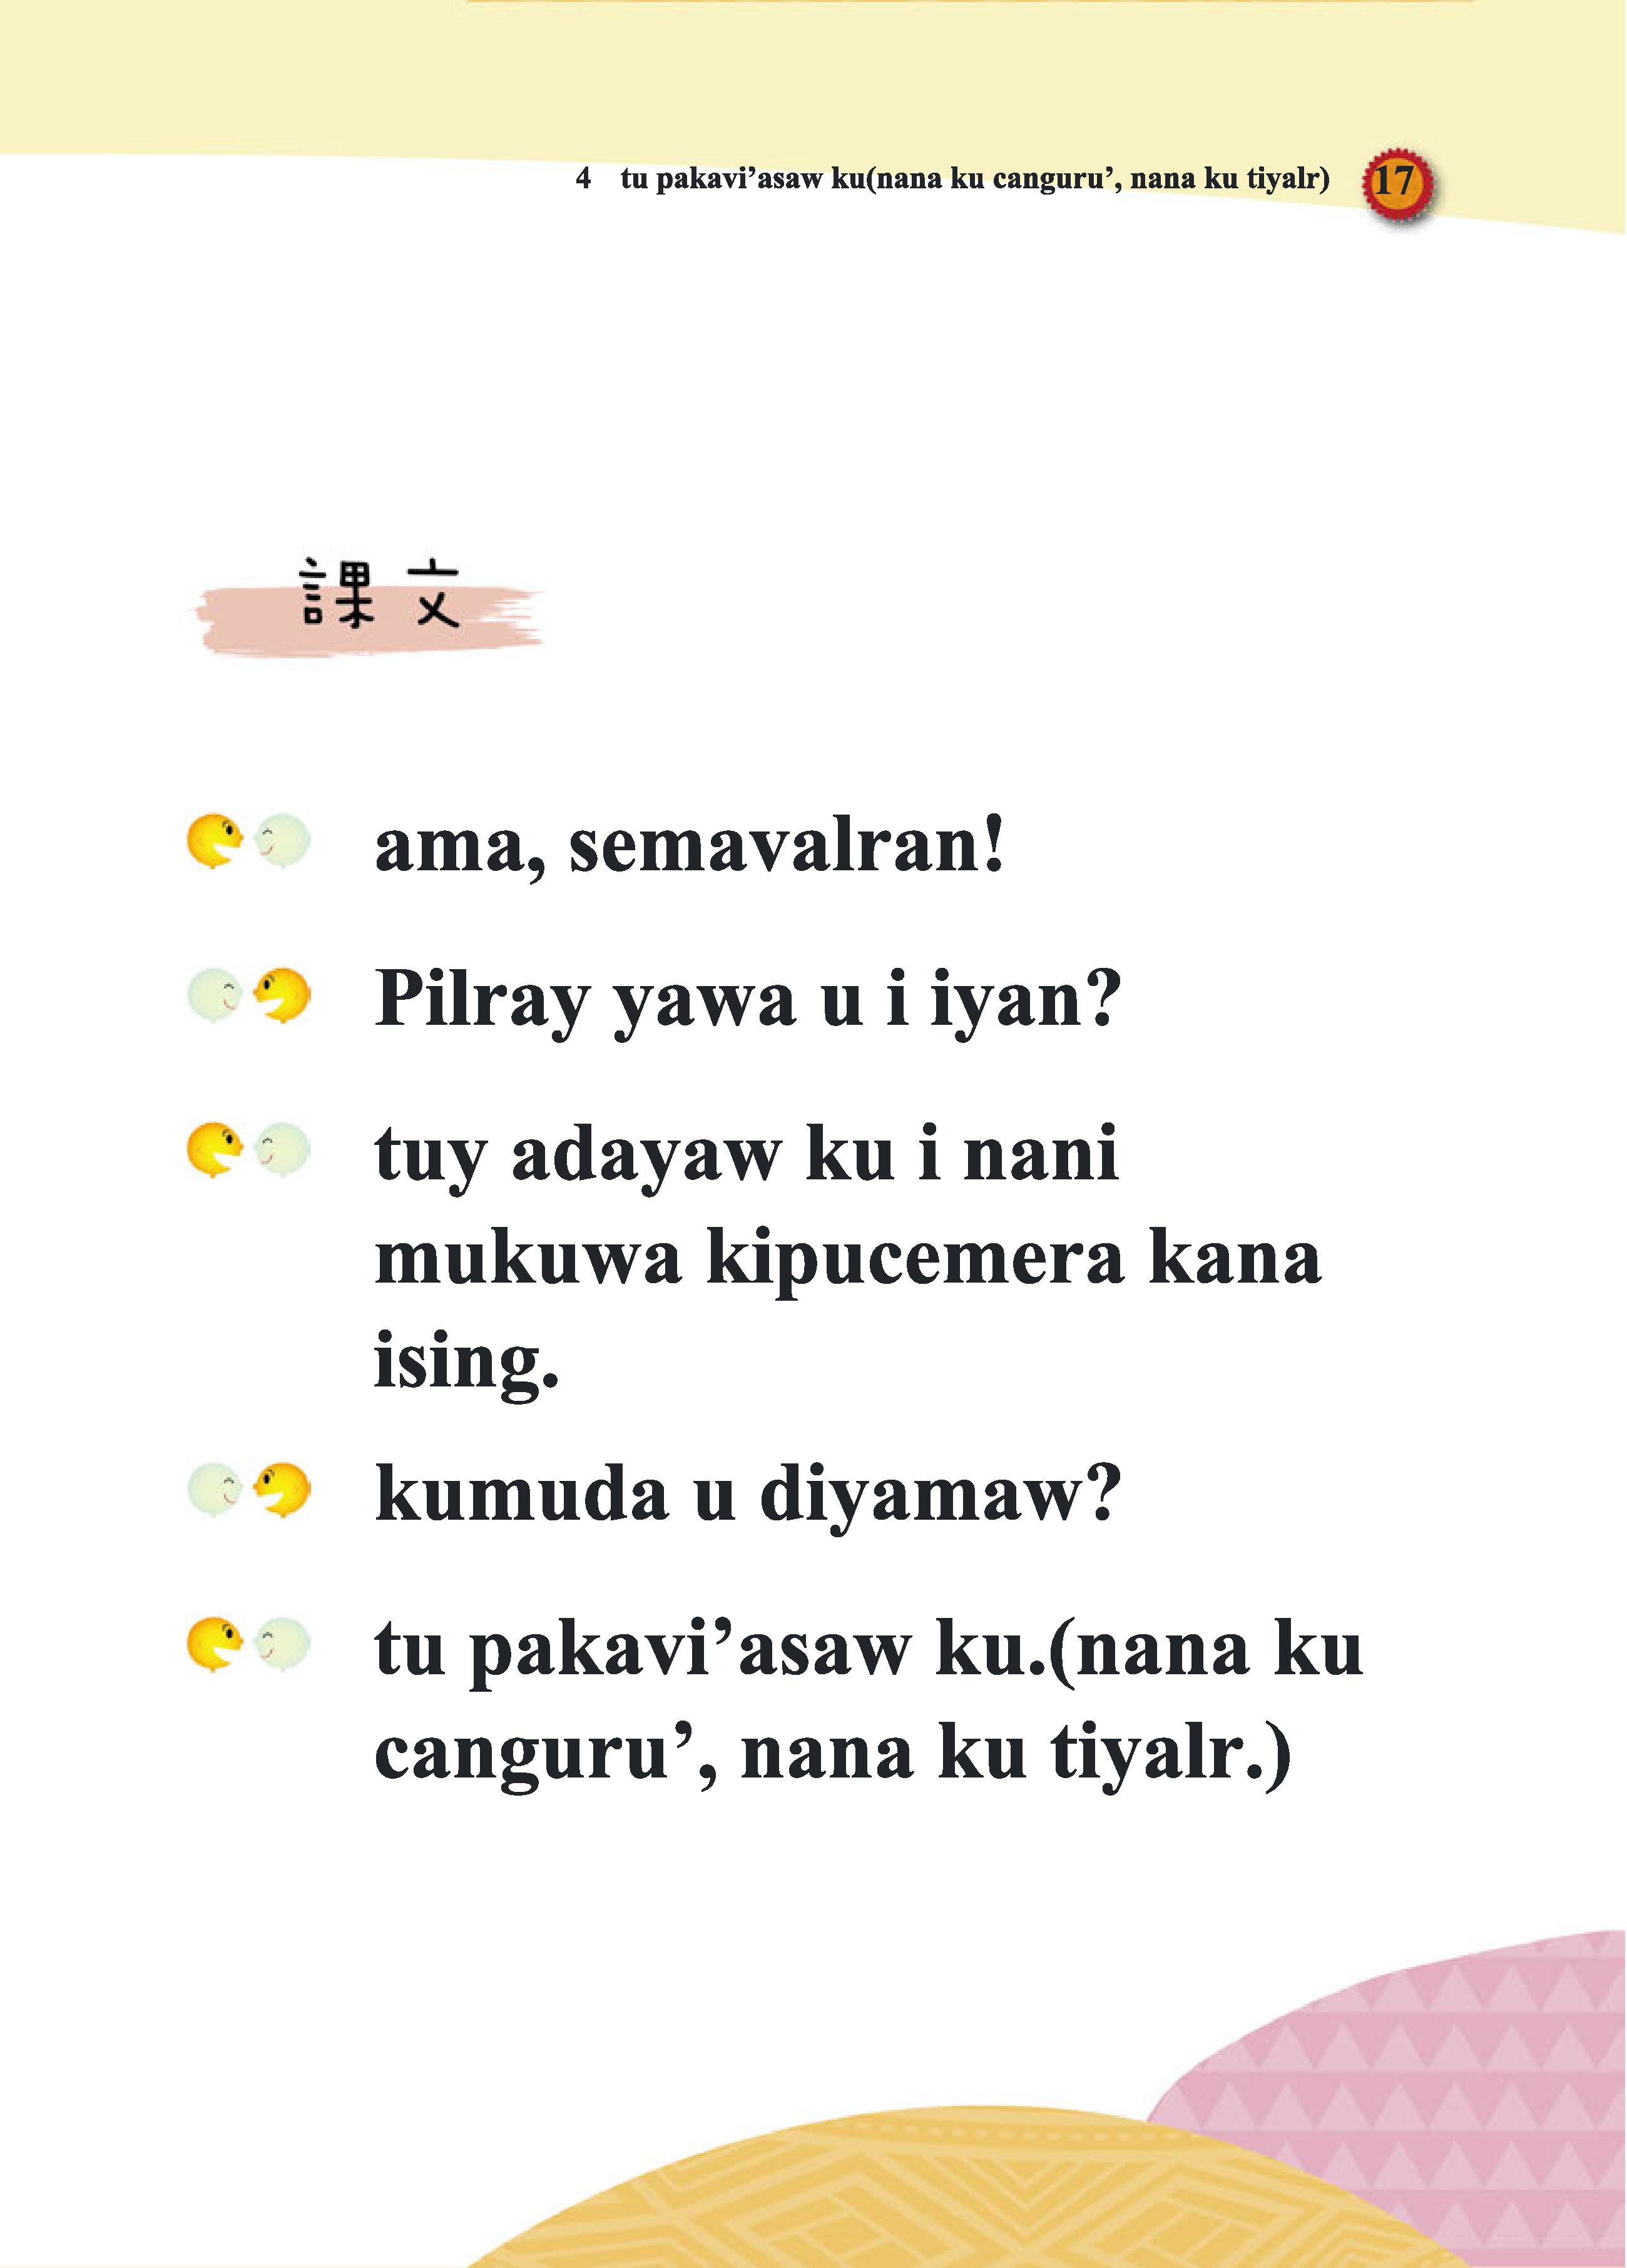 4 tu pakavi’asaw ku(nana ku canguru’, nana ku tiyalr) 17
課文
ama, semavalran!
Pilray yawa u i iyan?
tuy adayaw ku i nani
mukuwa kipucemera kana
ising.
kumuda u diyamaw?
tu pakavi’asaw ku.(nana ku
canguru’, nana ku tiyalr.)